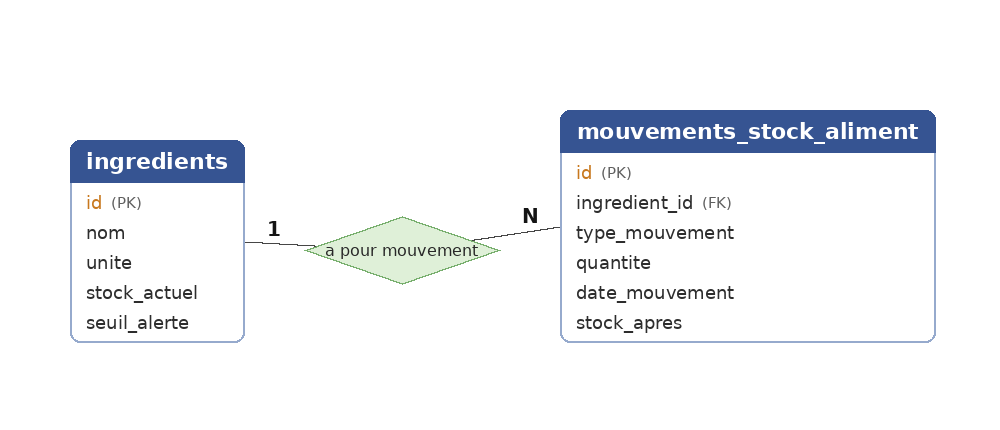 ingredients
id (PK)
nom
unite
stock_actuel
seuil_alerte
1
a pour mouvement
N
mouvements_stock_aliment
id (PK)
ingredient_id (FK)
type_mouvement
quantite
date_mouvement
stock_apres